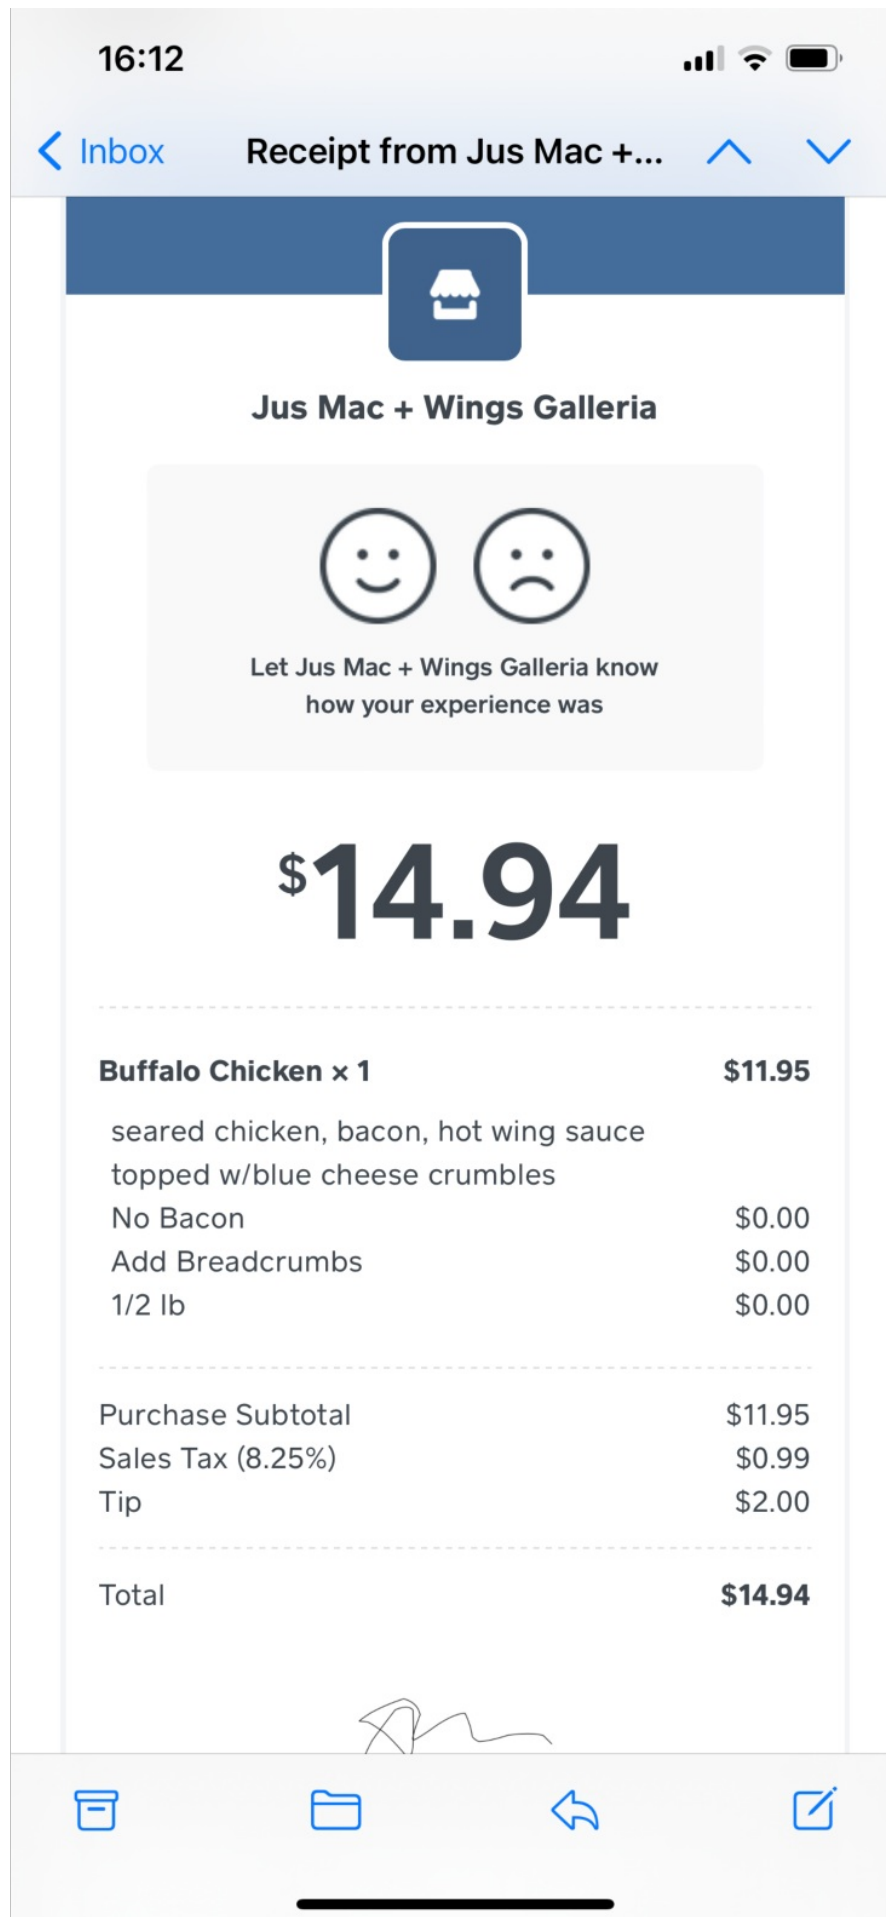 16:12
Inbox
Receipt from Jus Mac +...
Jus Mac + Wings Galleria
Let Jus Mac + Wings Galleria know
how your experience was
$14.94
Buffalo Chicken × 1 $11.95
seared chicken, bacon, hot wing sauce
topped w/blue cheese crumbles
No Bacon $0.00
Add Breadcrumbs $0.00
1/2 lb $0.00
Purchase Subtotal $11.95
Sales Tax (8.25%) $0.99
Tip $2.00
Total $14.94